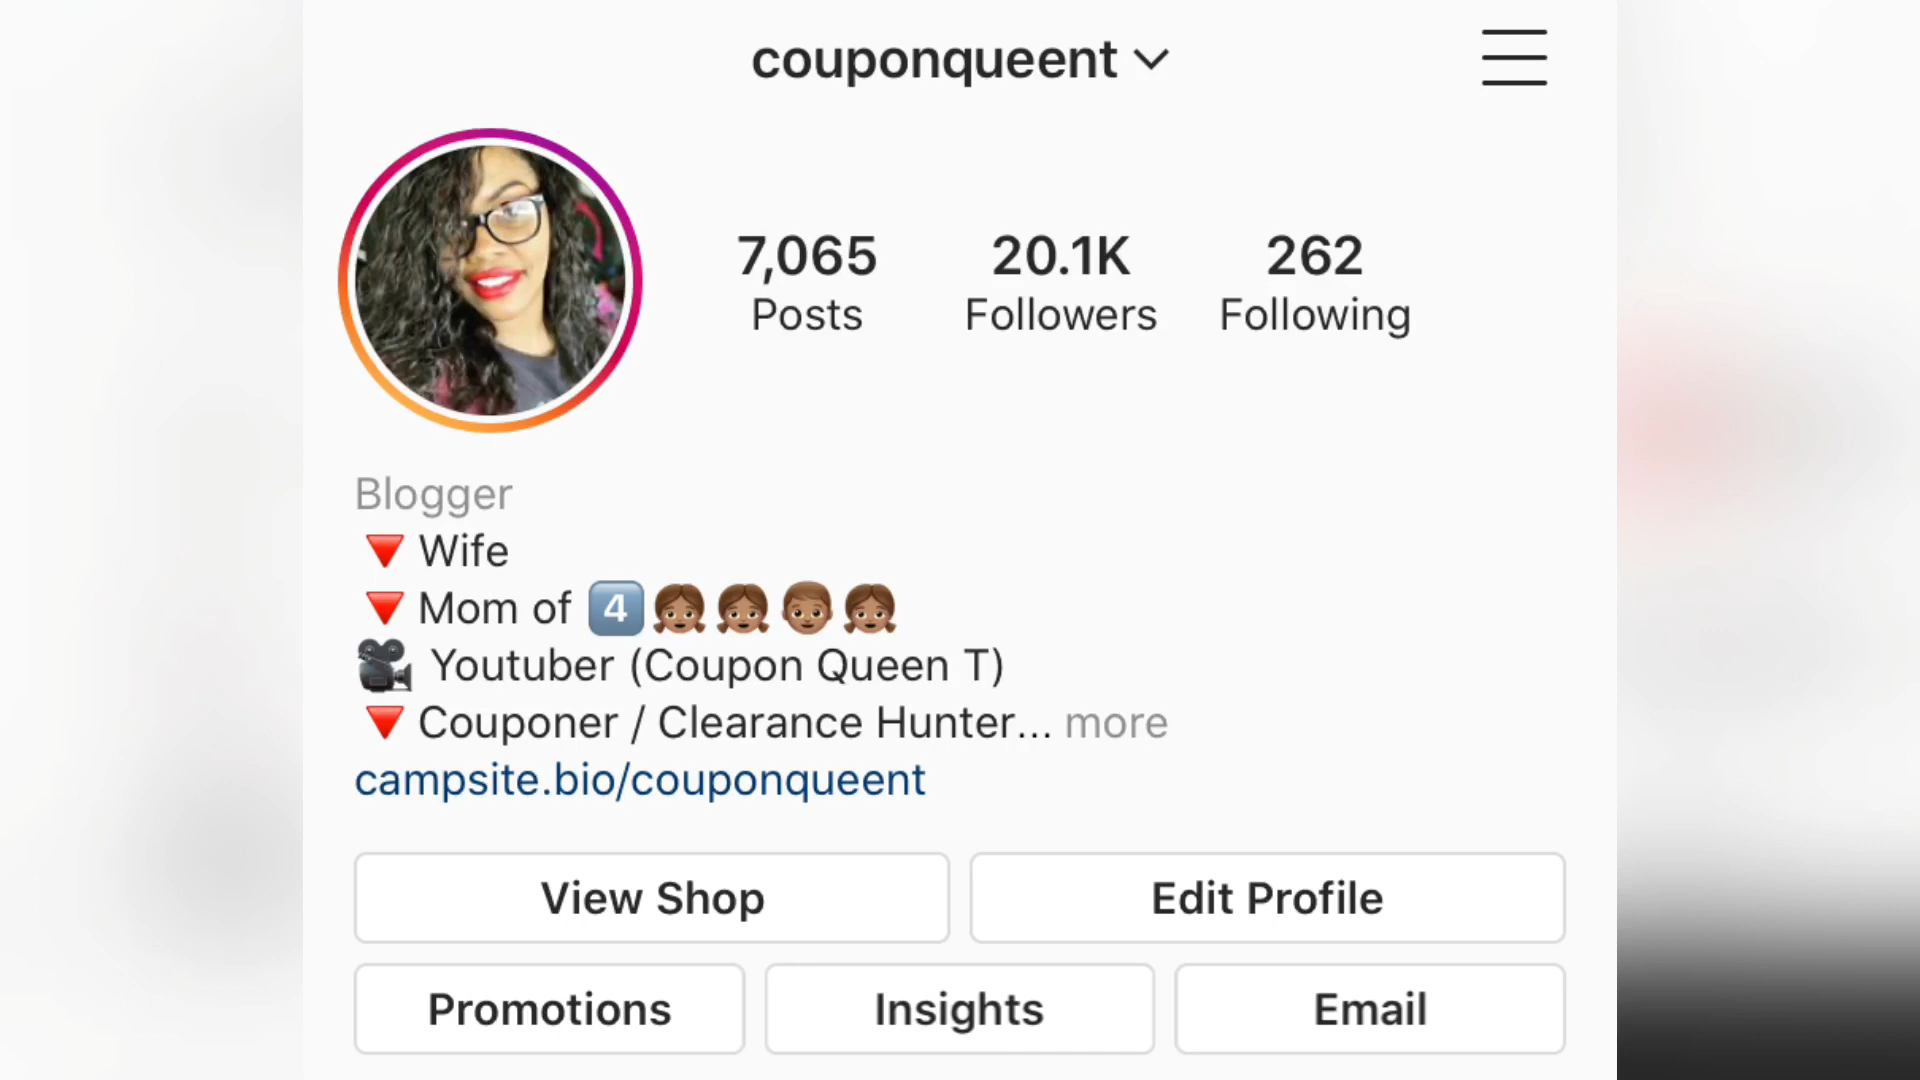 couponqueent
7,065 20.1K 262
Posts Followers Following
Blogger
🔻 Wife
🔻 Mom of 4️⃣👧🏽👧🏽👦🏽👧🏽
🎥 Youtuber (Coupon Queen T)
🔻 Couponer / Clearance Hunter... more
campsite.bio/couponqueent
View Shop Edit Profile
Promotions Insights Email